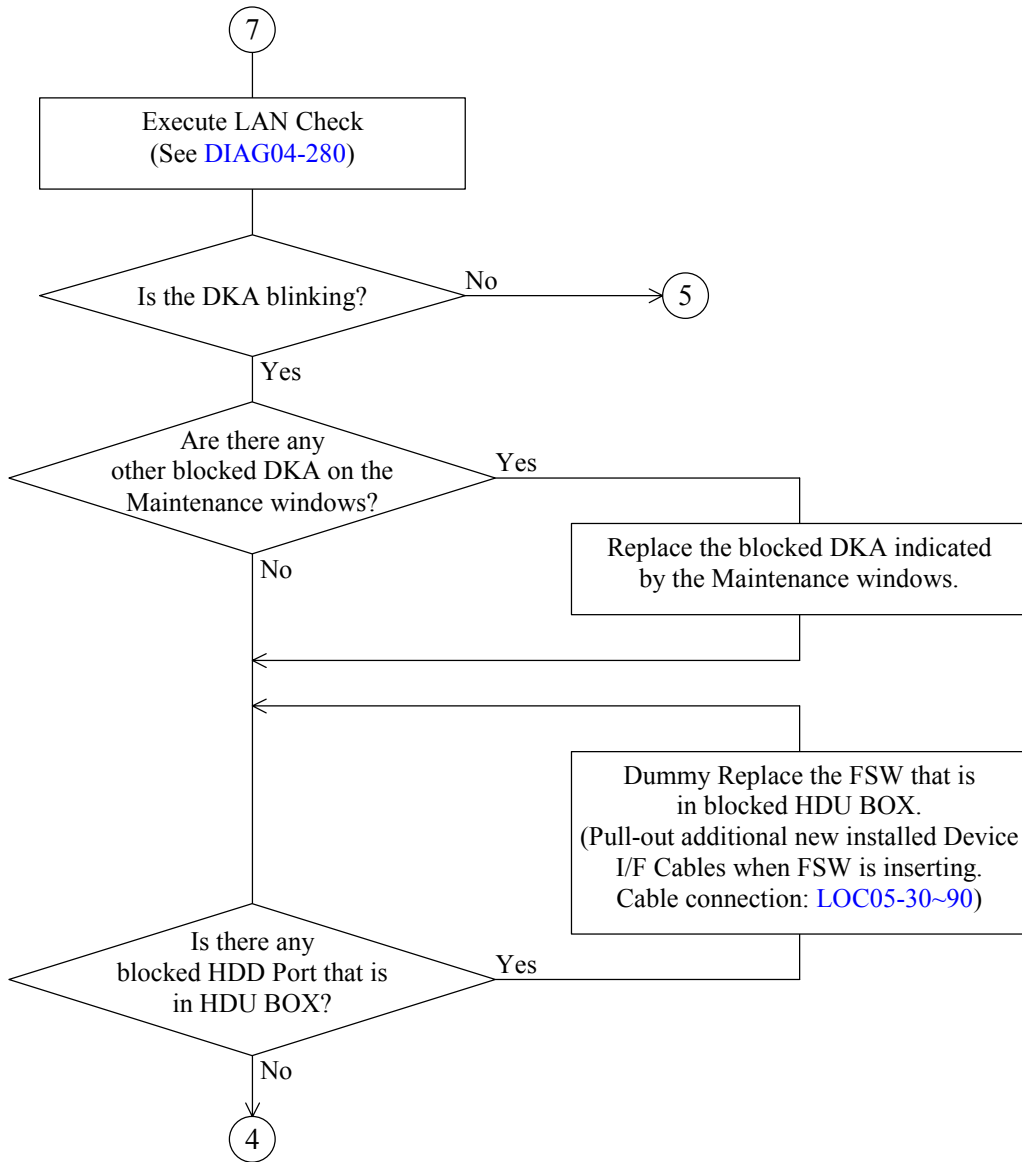 7
Execute LAN Check
(See DIAG04-280)
Is the DKA blinking?
No
5
Yes
Are there any
other blocked DKA on the
Maintenance windows?
Yes
Replace the blocked DKA indicated
by the Maintenance windows.
No
Dummy Replace the FSW that is
in blocked HDU BOX.
(Pull-out additional new installed Device
I/F Cables when FSW is inserting.
Cable connection: LOC05-30~90)
Is there any
blocked HDD Port that is
in HDU BOX?
Yes
No
4